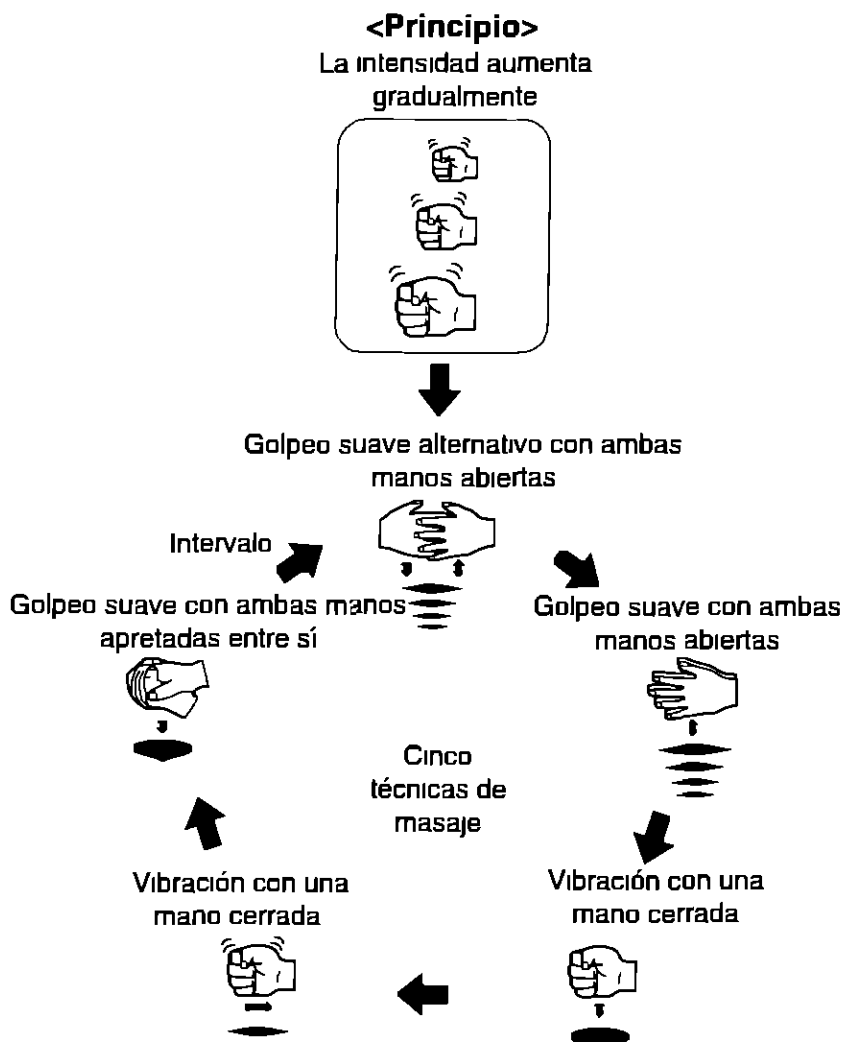 <Principio>
La intensidad aumenta
gradualmente
Golpeo suave alternativo con ambas
manos abiertas
Intervalo
Golpeo suave con ambas manos
apretadas entre sí
Golpeo suave con ambas
manos abiertas
Cinco
técnicas de
masaje
Vibración con una
mano cerrada
Vibración con una
mano cerrada